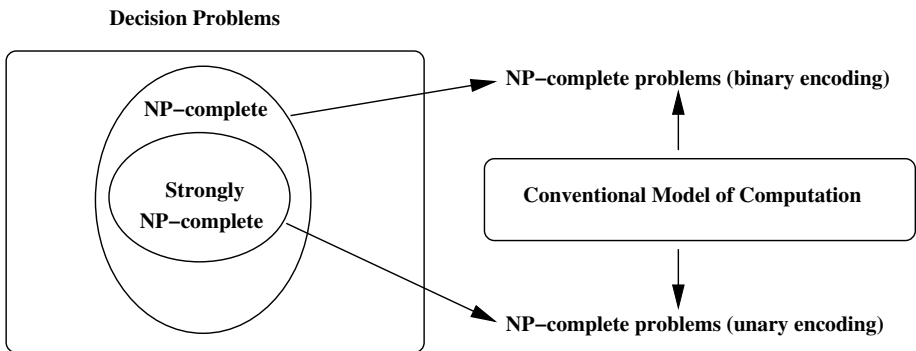 Decision Problems
NP−complete
Strongly
NP−complete
NP−complete problems (binary encoding)
Conventional Model of Computation
NP−complete problems (unary encoding)